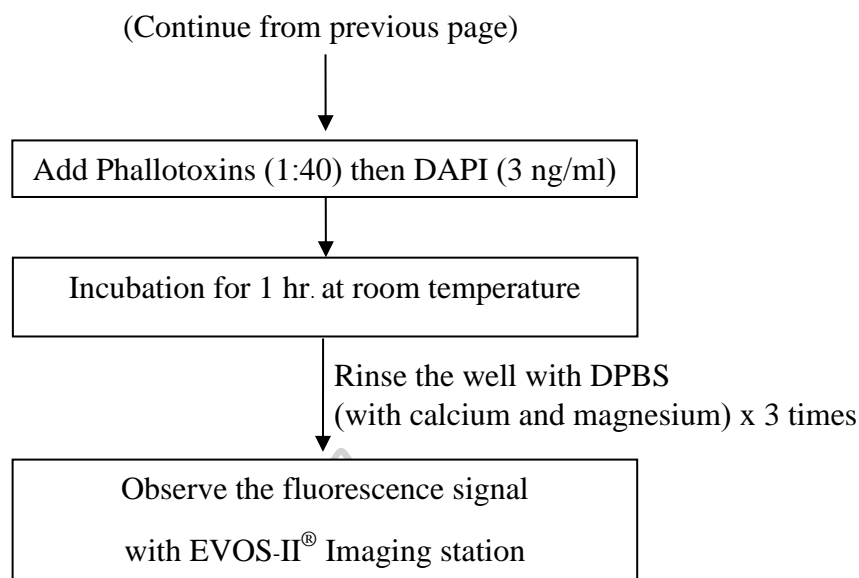 (Continue from previous page)
Add Phallotoxins (1:40) then DAPI (3 ng/ml)
Incubation for 1 hr. at room temperature
Rinse the well with DPBS
(with calcium and magnesium) x 3 times
Observe the fluorescence signal
with EVOS-II® Imaging station